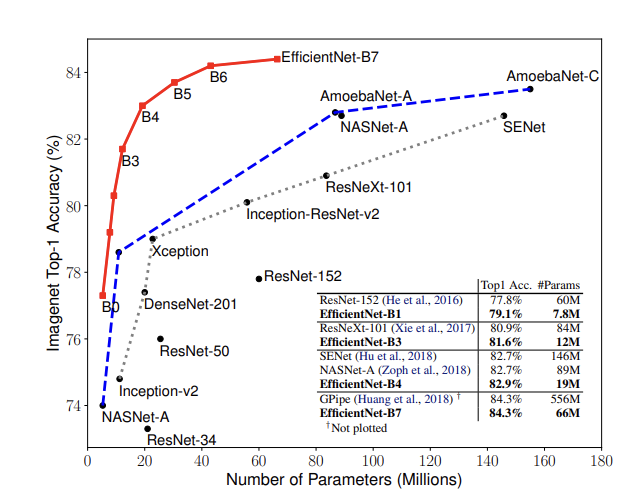 84
82
80
78
76
74
Imagenet Top-1 Accuracy (%)
EfficientNet-B7
B6
B5
B4
B3
B0
AmoebaNet-C
AmoebaNet-A
NASNet-A
SENet
ResNeXt-101
Inception-ResNet-v2
Xception
ResNet-152
DenseNet-201
ResNet-50
Inception-v2
NASNet-A
ResNet-34
Top1 Acc. #Params
ResNet-152 (He et al., 2016) 77.8% 60M
EfficientNet-B1 79.1% 7.8M
ResNeXt-101 (Xie et al., 2017) 80.9% 84M
EfficientNet-B3 81.6% 12M
SENet (Hu et al., 2018) 82.7% 146M
NASNet-A (Zoph et al., 2018) 82.7% 89M
EfficientNet-B4 82.9% 19M
GPipe (Huang et al., 2018) † 84.3% 556M
EfficientNet-B7 84.3% 66M
†Not plotted
0 20 40 60 80 100 120 140 160 180
Number of Parameters (Millions)